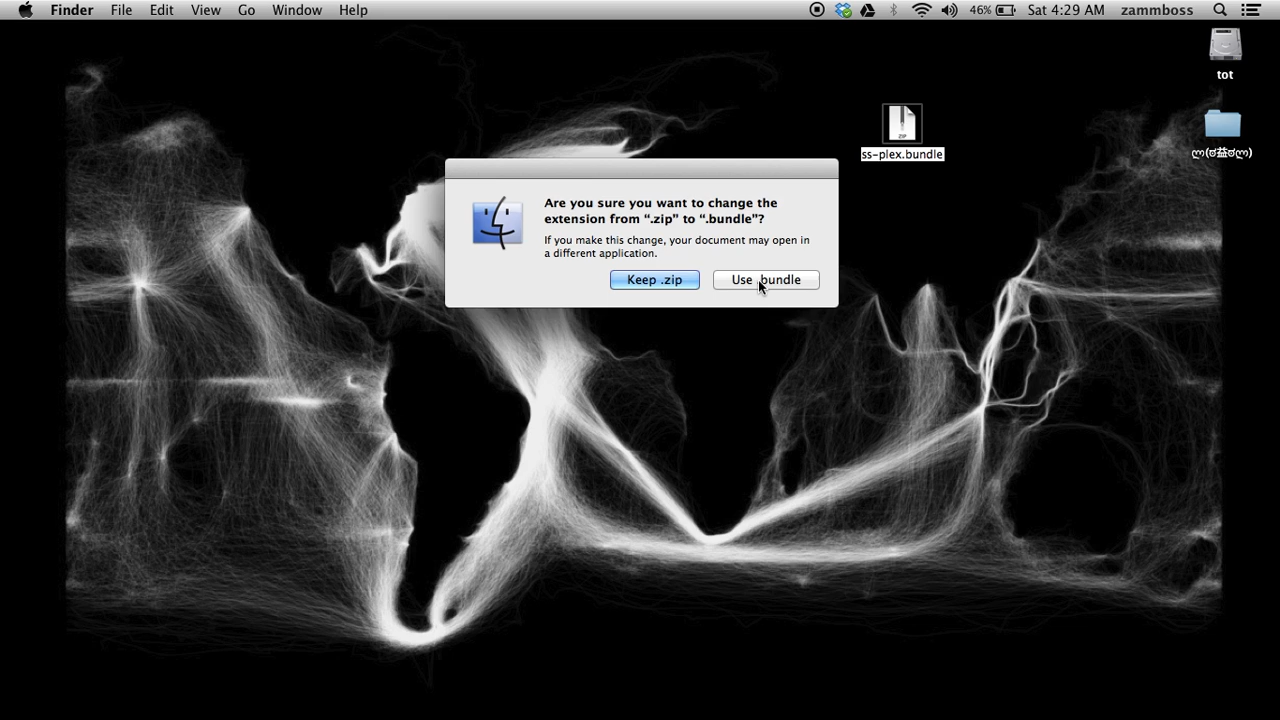 Finder File Edit View Go Window Help 46% Sat 4:29 AM zammboss
tot
ZIP
ss-plex.bundle
ლ(ಠ益ಠლ)
Are you sure you want to change the
extension from “.zip” to “.bundle”?
If you make this change, your document may open in
a different application.
Keep .zip Use .bundle